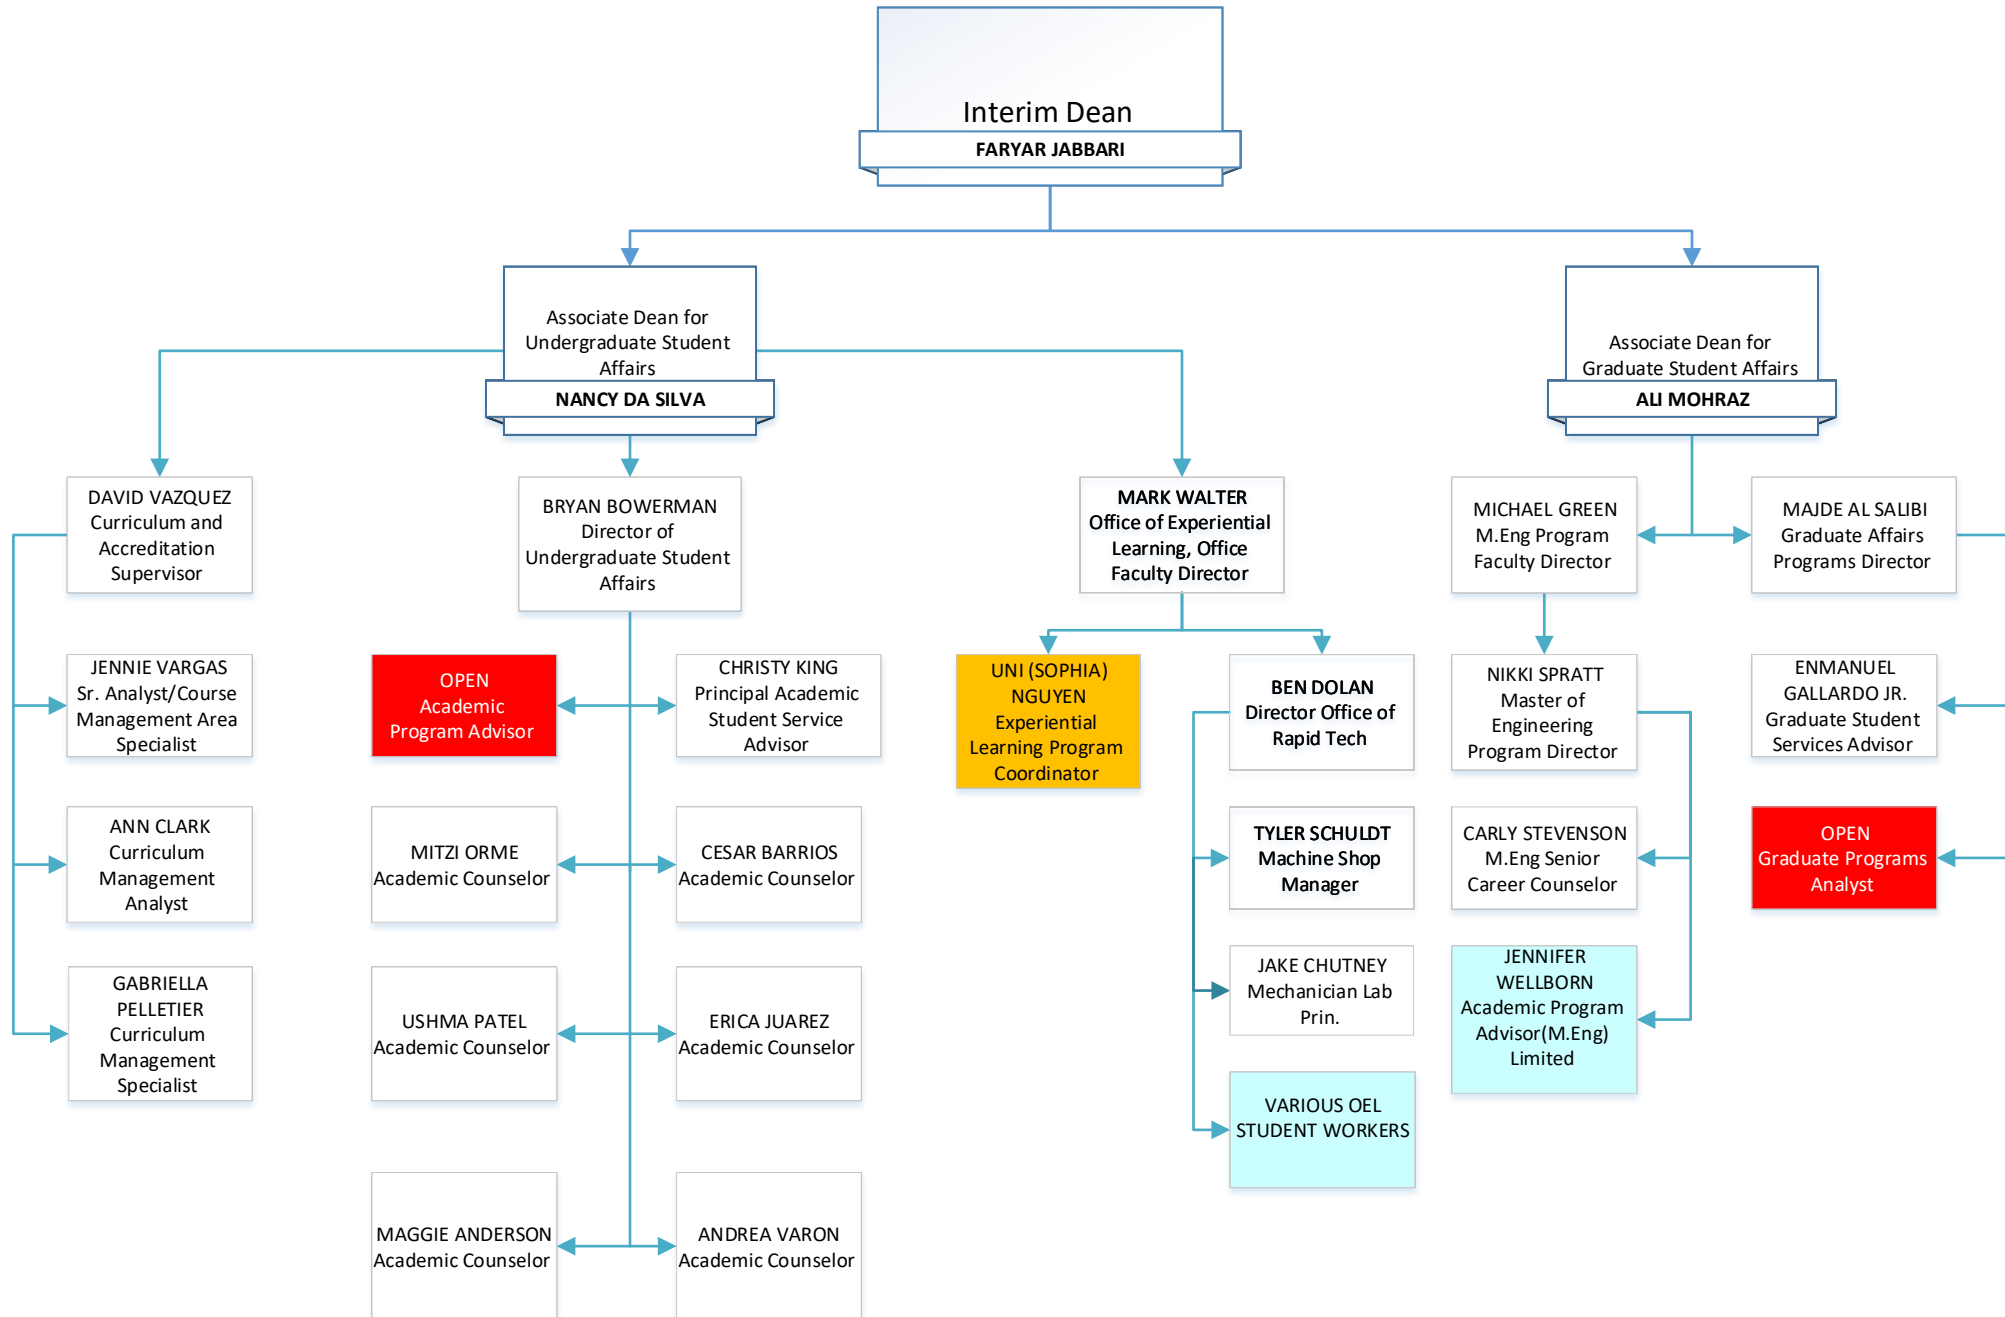 Interim Dean
FARYAR JABBARI
Associate Dean for
Undergraduate Student
Affairs
NANCY DA SILVA
Associate Dean for
Graduate Student Affairs
ALI MOHRAZ
DAVID VAZQUEZ
Curriculum and
Accreditation
Supervisor
BRYAN BOWERMAN
Director of
Undergraduate Student
Affairs
MARK WALTER
Office of Experiential
Learning, Office
Faculty Director
MICHAEL GREEN
M.Eng Program
Faculty Director
MAJDE AL SALIBI
Graduate Affairs
Programs Director
JENNIE VARGAS
Sr. Analyst/Course
Management Area
Specialist
OPEN
Academic
Program Advisor
CHRISTY KING
Principal Academic
Student Service
Advisor
UNI (SOPHIA)
NGUYEN
Experiential
Learning Program
Coordinator
BEN DOLAN
Director Office of
Rapid Tech
NIKKI SPRATT
Master of
Engineering
Program Director
ENMANUEL
GALLARDO JR.
Graduate Student
Services Advisor
ANN CLARK
Curriculum
Management
Analyst
MITZI ORME
Academic Counselor
CESAR BARRIOS
Academic Counselor
TYLER SCHULDT
Machine Shop
Manager
CARLY STEVENSON
M.Eng Senior
Career Counselor
OPEN
Graduate Programs
Analyst
GABRIELLA
PELLETIER
Curriculum
Management
Specialist
USHMA PATEL
Academic Counselor
ERICA JUAREZ
Academic Counselor
JAKE CHUTNEY
Mechanician Lab
Prin.
JENNIFER
WELLBORN
Academic Program
Advisor(M.Eng)
Limited
VARIOUS OEL
STUDENT WORKERS
MAGGIE ANDERSON
Academic Counselor
ANDREA VARON
Academic Counselor